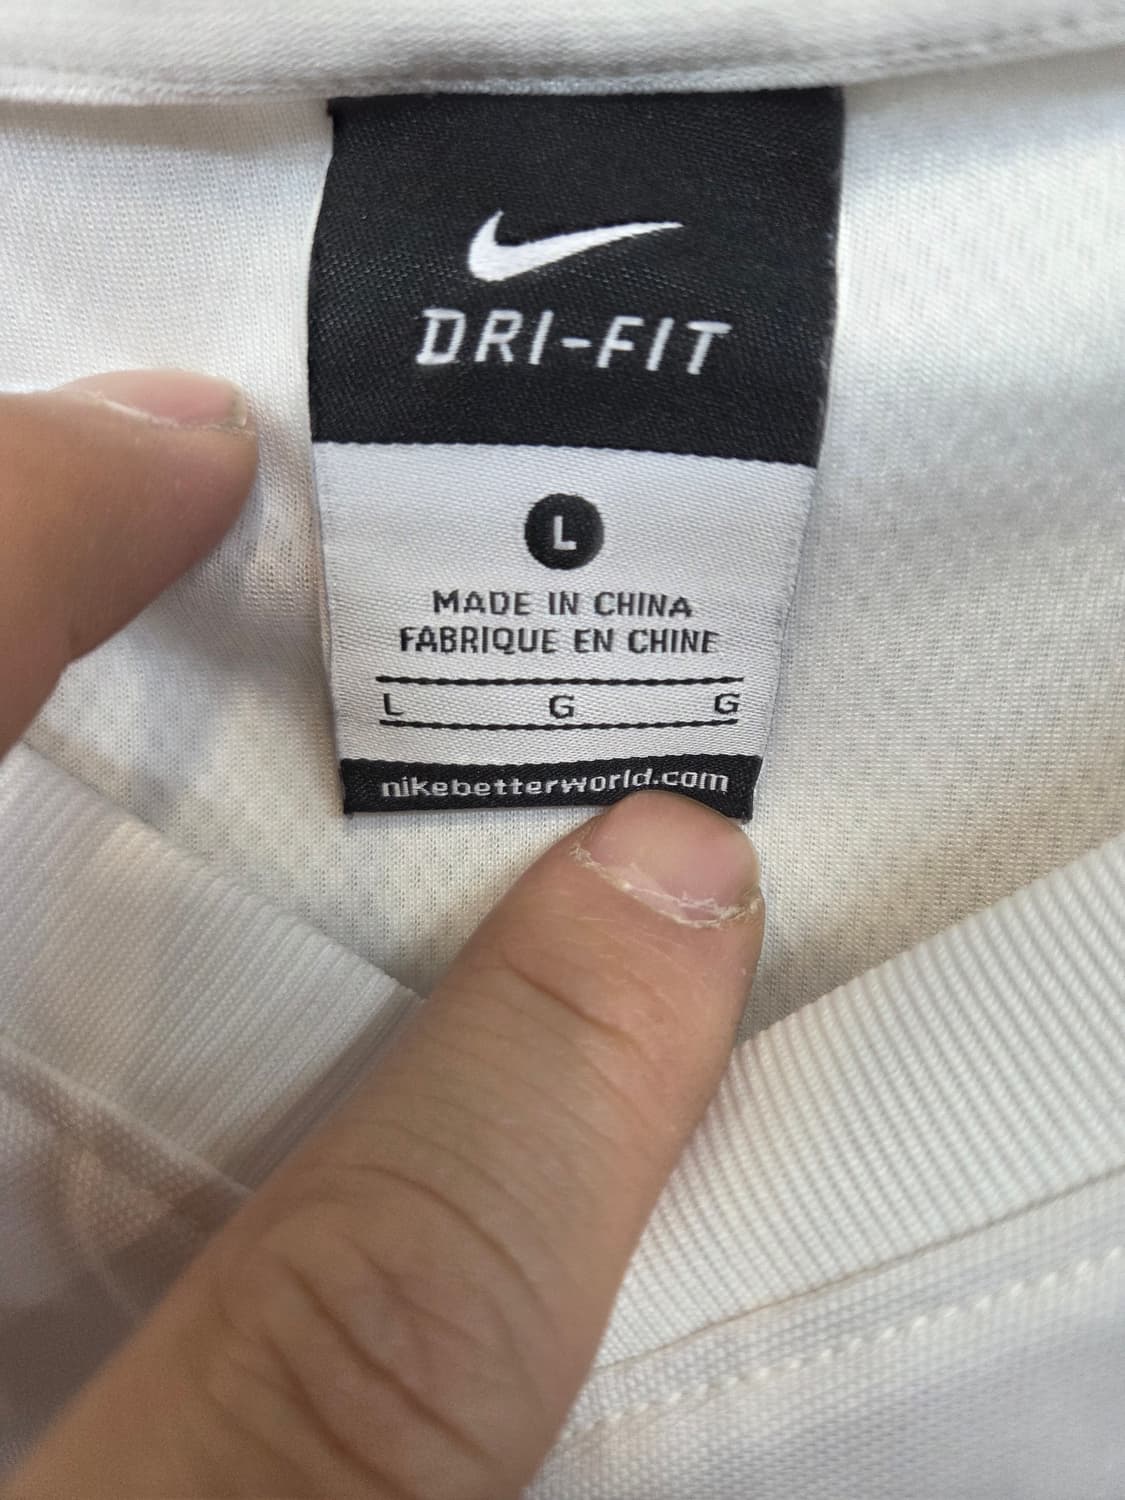 DRI-FIT
L
MADE IN CHINA
FABRIQUE EN CHINE
L G G
nikebetterworld.com